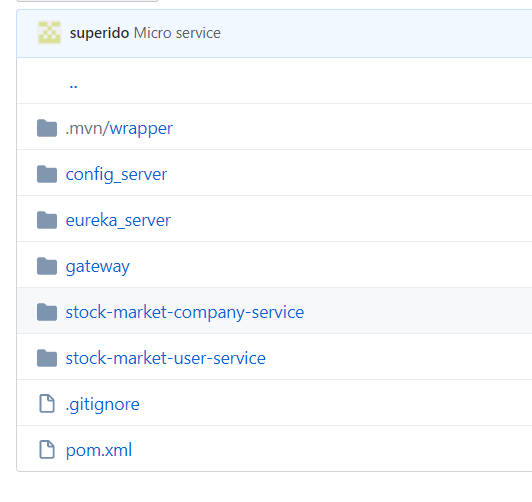 superido Micro service
..
.mvn/wrapper
config_server
eureka_server
gateway
stock-market-company-service
stock-market-user-service
.gitignore
pom.xml